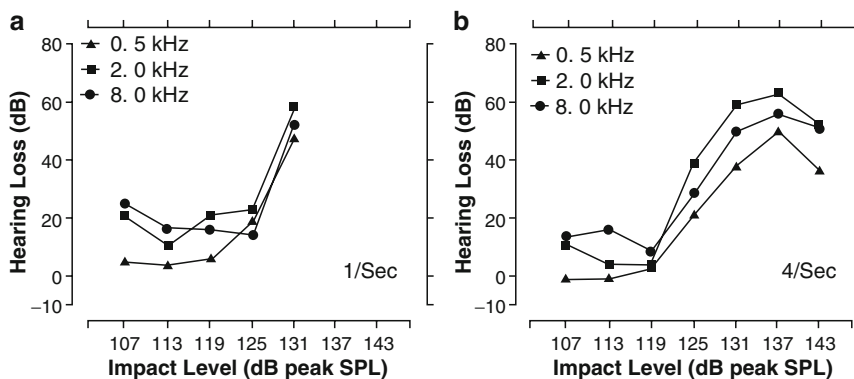 a
80
60
40
20
0
−10
Hearing Loss (dB)
0. 5 kHz
2. 0 kHz
8. 0 kHz
1/Sec
107 113 119 125 131 137 143
Impact Level (dB peak SPL)
b
80
60
40
20
0
−10
Hearing Loss (dB)
0. 5 kHz
2. 0 kHz
8. 0 kHz
4/Sec
107 113 119 125 131 137 143
Impact Level (dB peak SPL)